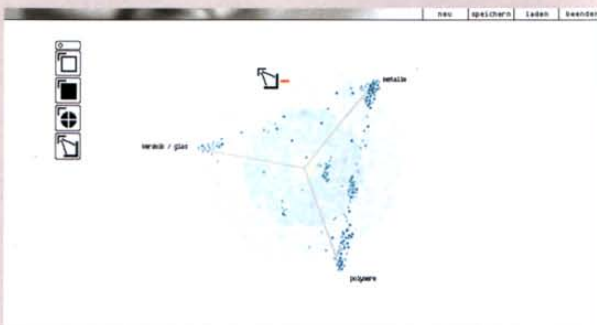 neu speichern laden beenden
metalle
keramik / glas
polymere